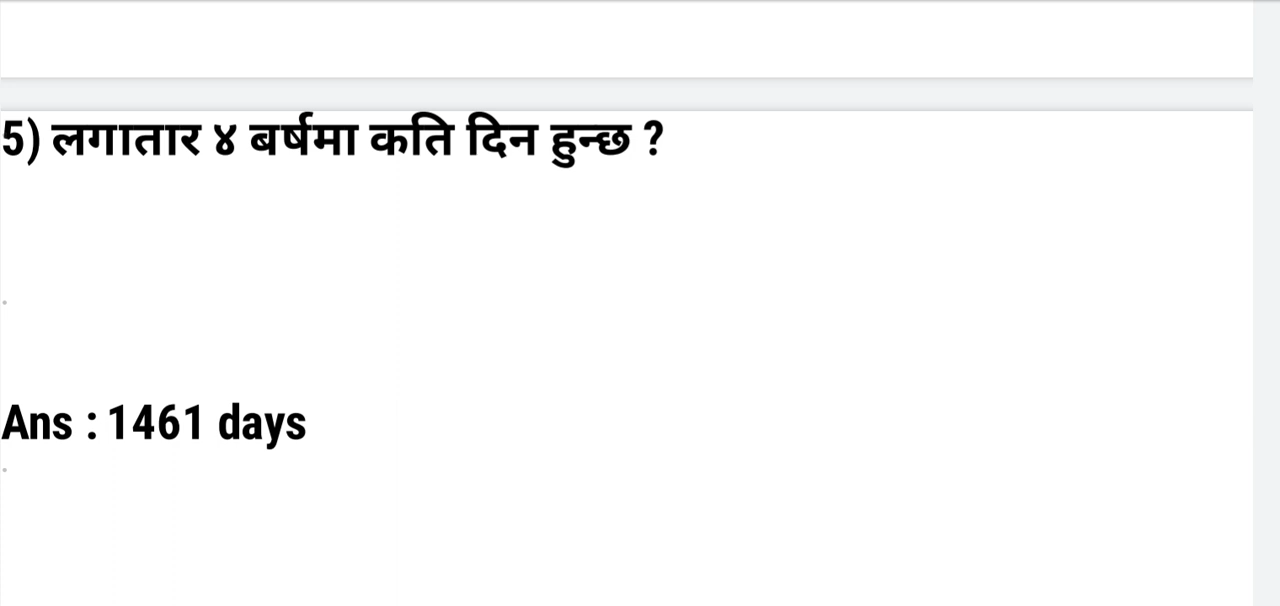 5) लगातार ४ बर्षमा कति दिन हुन्छ ?
Ans : 1461 days